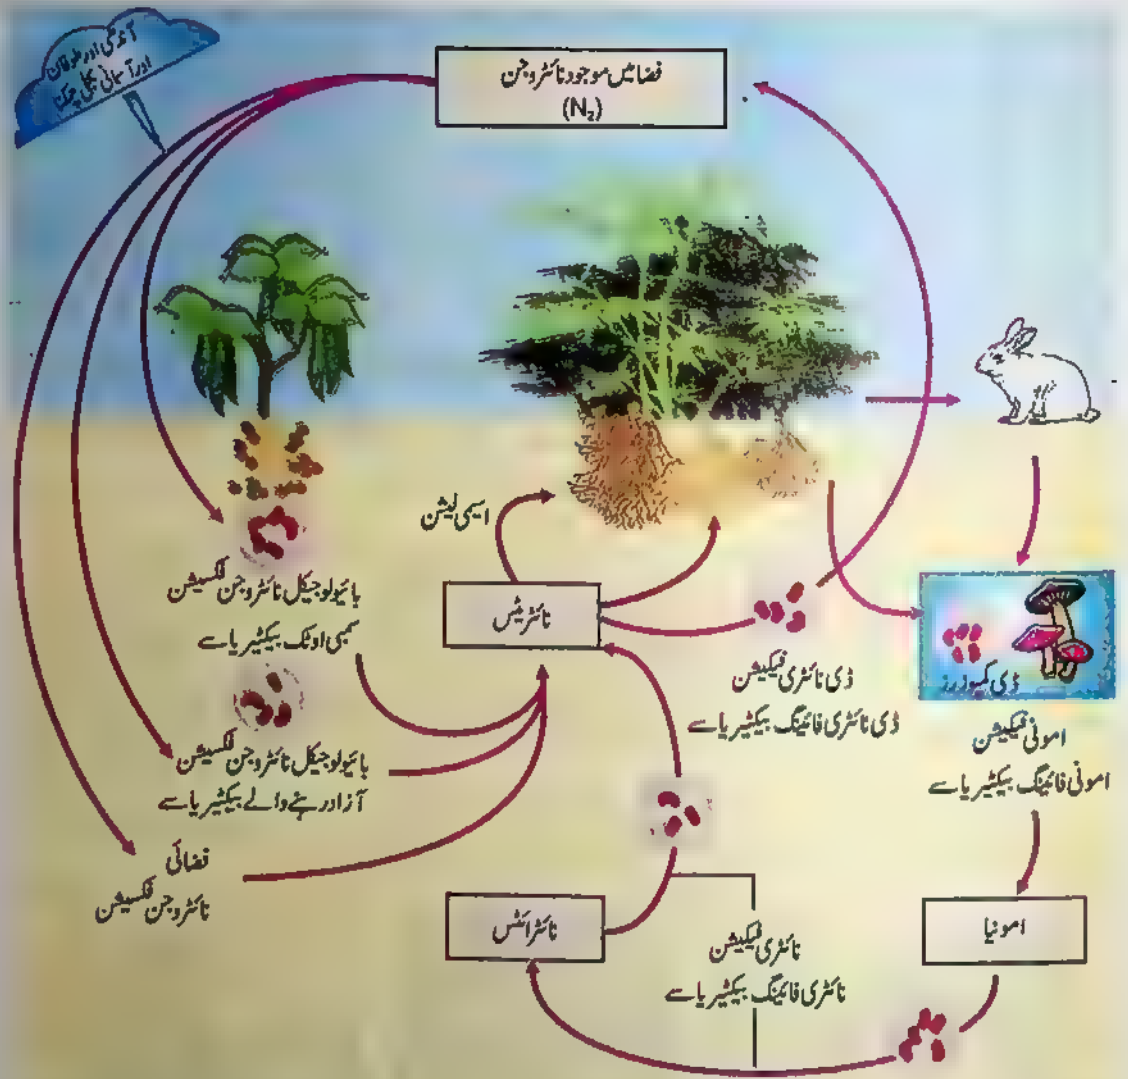 آندھی اور طوفان
اور آسمانی بجلی چمکنا
فضا میں موجود نائٹروجن
(N₂)
اسیمی لیشن
بائیولوجیکل نائٹروجن فکسیشن
سمبی اوٹک بیکٹیریا سے
نائٹریٹس
ڈی نائٹری فیکیشن
ڈی نائٹری فائینگ بیکٹیریا سے
ڈی کمپوزرز
امونی فیکیشن
امونی فائینگ بیکٹیریا سے
بائیولوجیکل نائٹروجن فکسیشن
آزاد رہنے والے بیکٹیریا سے
فضائی
نائٹروجن فکسیشن
نائٹرائٹس
نائٹری فیکیشن
نائٹری فائینگ بیکٹیریا سے
امونیا